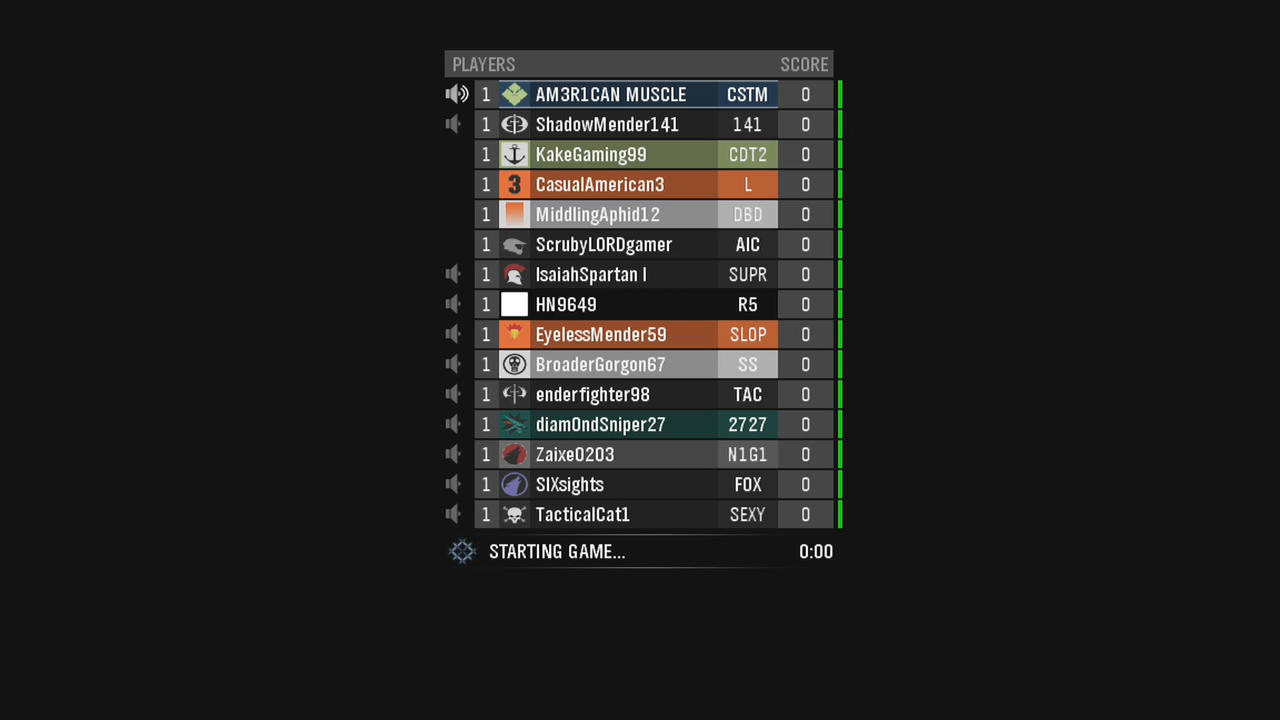 PLAYERS SCORE
1 AM3R1CAN MUSCLE CSTM 0
1 ShadowMender141 141 0
1 KakeGaming99 CDT2 0
1 3 CasualAmerican3 L 0
1 MiddlingAphid12 DBD 0
1 ScrubyLORDgamer AIC 0
1 IsaiahSpartan I SUPR 0
1 HN9649 R5 0
1 EyelessMender59 SLOP 0
1 BroaderGorgon67 SS 0
1 enderfighter98 TAC 0
1 diam0ndSniper27 2727 0
1 Zaixe0203 N1G1 0
1 SIXsights FOX 0
1 TacticalCat1 SEXY 0
STARTING GAME... 0:00